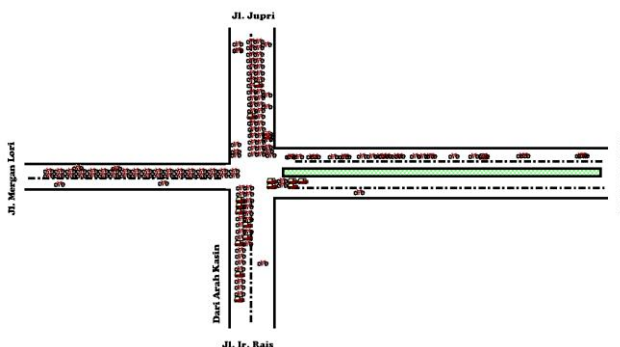 Jl. Jupri
Jl. Mergan Lori
Dari Arah Kasin
Jl. Ir. Rais